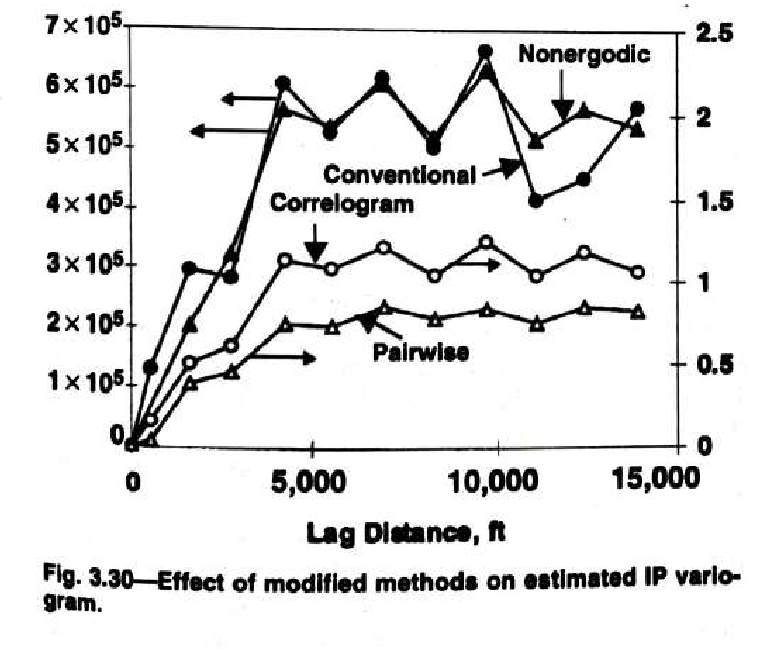 7×10⁵
6×10⁵
5×10⁵
4×10⁵
3×10⁵
2×10⁵
1×10⁵
0
2.5
2
1.5
1
0.5
0
Nonergodic
Conventional
Correlogram
Pairwise
0 5,000 10,000 15,000
Lag Distance, ft
Fig. 3.30—Effect of modified methods on estimated IP vario-
gram.